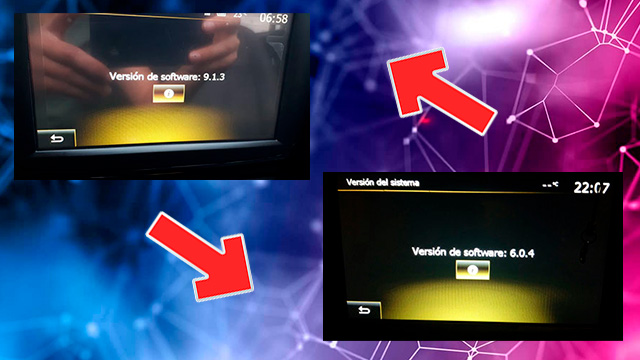 23°
06:58
Versión de software: 9.1.3
Versión del sistema
--°C
22:07
Versión de software: 6.0.4